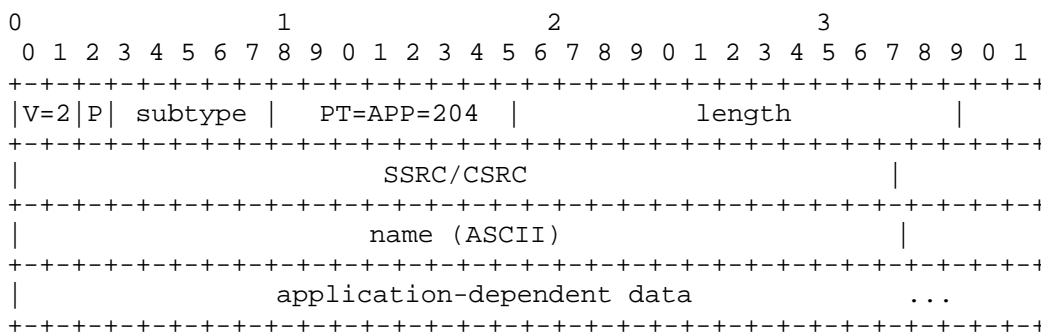 0                   1                   2                   3
 0 1 2 3 4 5 6 7 8 9 0 1 2 3 4 5 6 7 8 9 0 1 2 3 4 5 6 7 8 9 0 1
+-+-+-+-+-+-+-+-+-+-+-+-+-+-+-+-+-+-+-+-+-+-+-+-+-+-+-+-+-+-+-+-+-+-+-+-+-+-+
|V=2|P| subtype |   PT=APP=204  |             length            |
+-+-+-+-+-+-+-+-+-+-+-+-+-+-+-+-+-+-+-+-+-+-+-+-+-+-+-+-+-+-+-+-+-+-+-+-+-+-+
|                           SSRC/CSRC                           |
+-+-+-+-+-+-+-+-+-+-+-+-+-+-+-+-+-+-+-+-+-+-+-+-+-+-+-+-+-+-+-+-+-+-+-+-+-+-+
|                          name (ASCII)                         |
+-+-+-+-+-+-+-+-+-+-+-+-+-+-+-+-+-+-+-+-+-+-+-+-+-+-+-+-+-+-+-+-+-+-+-+-+-+-+
|                   application-dependent data                ...
+-+-+-+-+-+-+-+-+-+-+-+-+-+-+-+-+-+-+-+-+-+-+-+-+-+-+-+-+-+-+-+-+-+-+-+-+-+-+